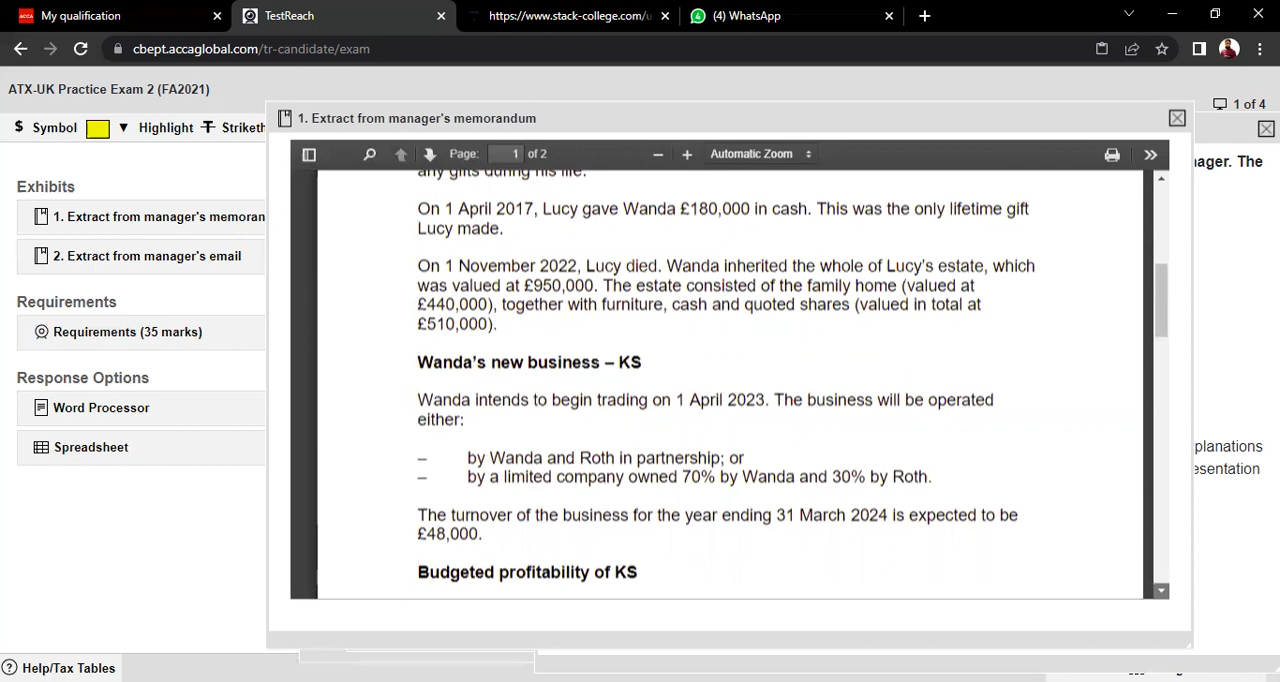 My qualification
TestReach
https://www.stack-college.com/u
(4) WhatsApp
cbept.accaglobal.com/tr-candidate/exam
ATX-UK Practice Exam 2 (FA2021)
1 of 4
$ Symbol
Highlight
T Striketh
1. Extract from manager's memorandum
nager. The
Page: 1 of 2
Automatic Zoom
Exhibits
1. Extract from manager's memoran
2. Extract from manager's email
Requirements
Requirements (35 marks)
Response Options
Word Processor
Spreadsheet
any gifts during his life.
On 1 April 2017, Lucy gave Wanda £180,000 in cash. This was the only lifetime gift
Lucy made.
On 1 November 2022, Lucy died. Wanda inherited the whole of Lucy's estate, which
was valued at £950,000. The estate consisted of the family home (valued at
£440,000), together with furniture, cash and quoted shares (valued in total at
£510,000).
Wanda's new business – KS
Wanda intends to begin trading on 1 April 2023. The business will be operated
either:
– by Wanda and Roth in partnership; or
– by a limited company owned 70% by Wanda and 30% by Roth.
The turnover of the business for the year ending 31 March 2024 is expected to be
£48,000.
Budgeted profitability of KS
planations
esentation
Help/Tax Tables